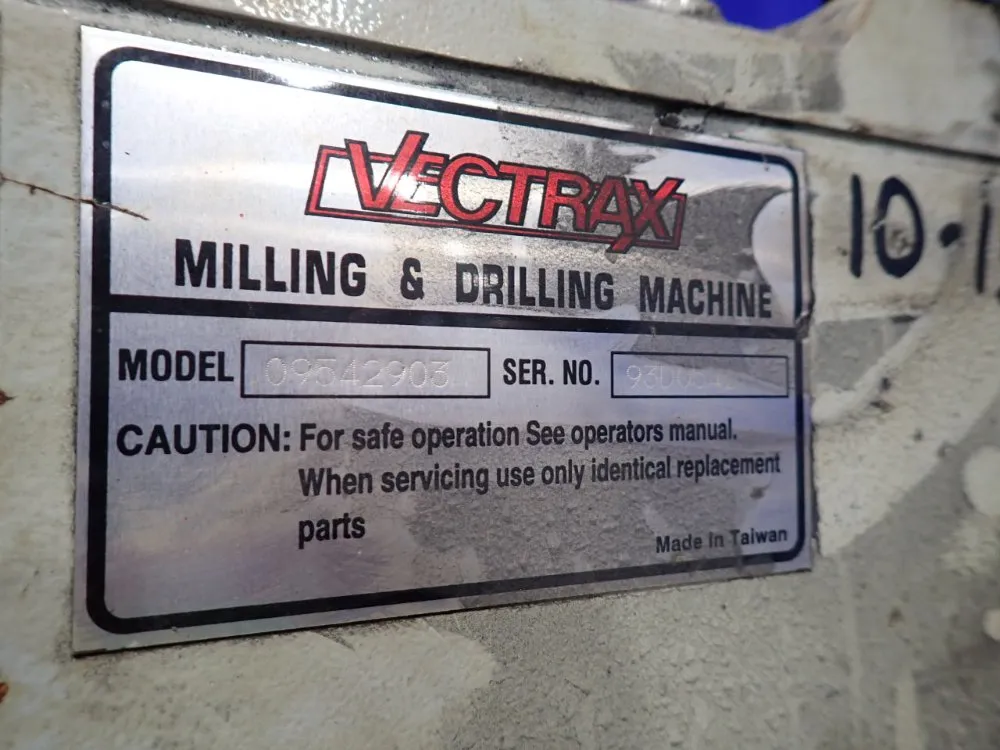 VECTRAX
MILLING & DRILLING MACHINE
MODEL 09542903 SER. NO.
CAUTION: For safe operation See operators manual.
When servicing use only identical replacement
parts
Made In Taiwan
10-1